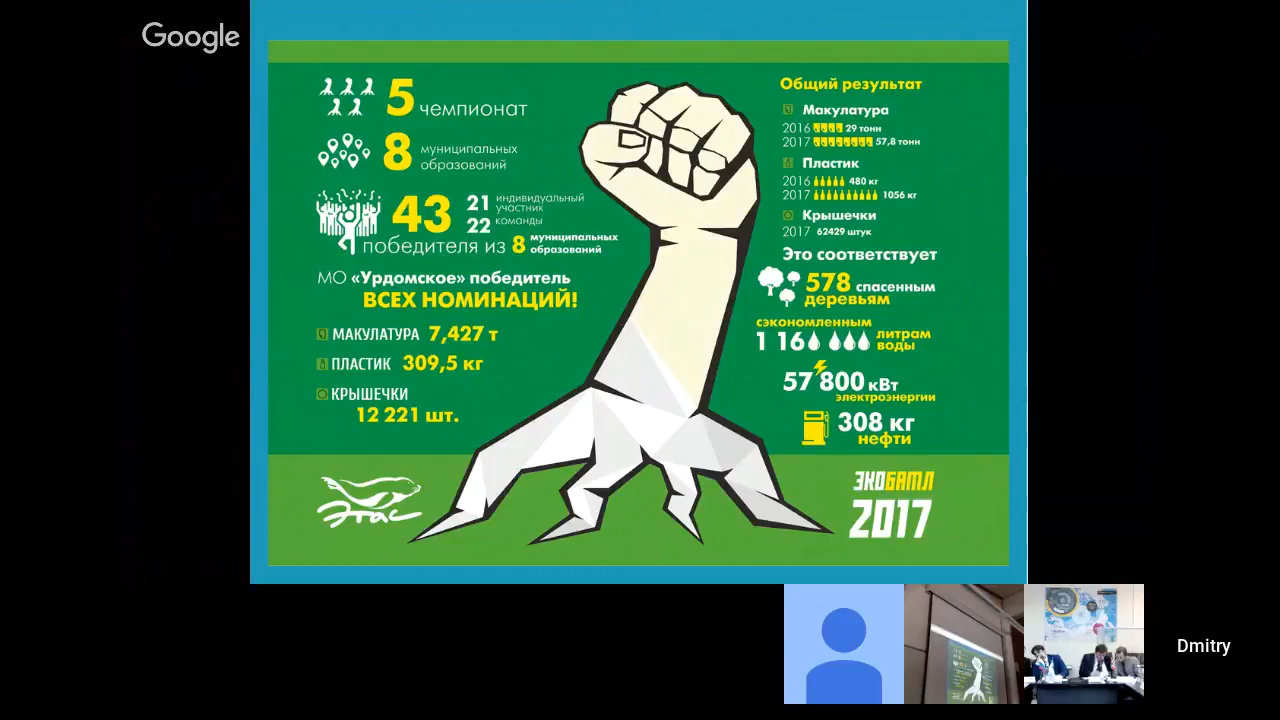 Google
5 чемпионат
8 муниципальных
образований
43 21 индивидуальный
участник
22 команды
победителя из 8 муниципальных
образований
МО «Урдомское» победитель
ВСЕХ НОМИНАЦИЙ!
МАКУЛАТУРА 7,427 т
ПЛАСТИК 309,5 кг
КРЫШЕЧКИ
12 221 шт.
Этас
Общий результат
Макулатура
2016 29 тонн
2017 57,8 тонн
Пластик
2016 480 кг
2017 1056 кг
Крышечки
2017 62429 штук
Это соответствует
578 спасенным
деревьям
сэкономленным
1 16 литрам
воды
57 800 кВт
электроэнергии
308 кг
нефти
ЭКОБАТЛ
2017
Dmitry